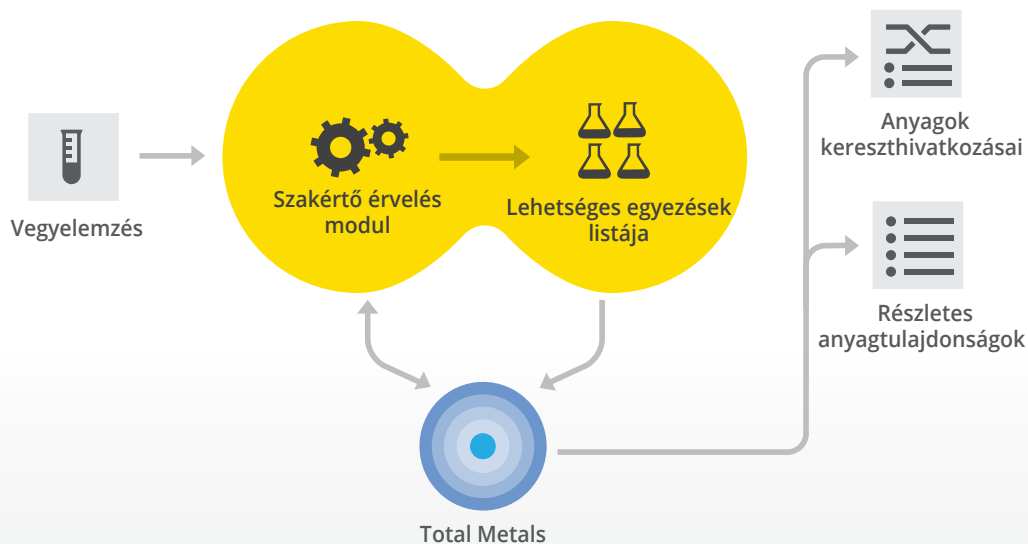 Vegyelemzés
Szakértő érvelés
modul
Lehetséges egyezések
listája
Anyagok
kereszthivatkozásai
Részletes
anyagtulajdonságok
Total Metals